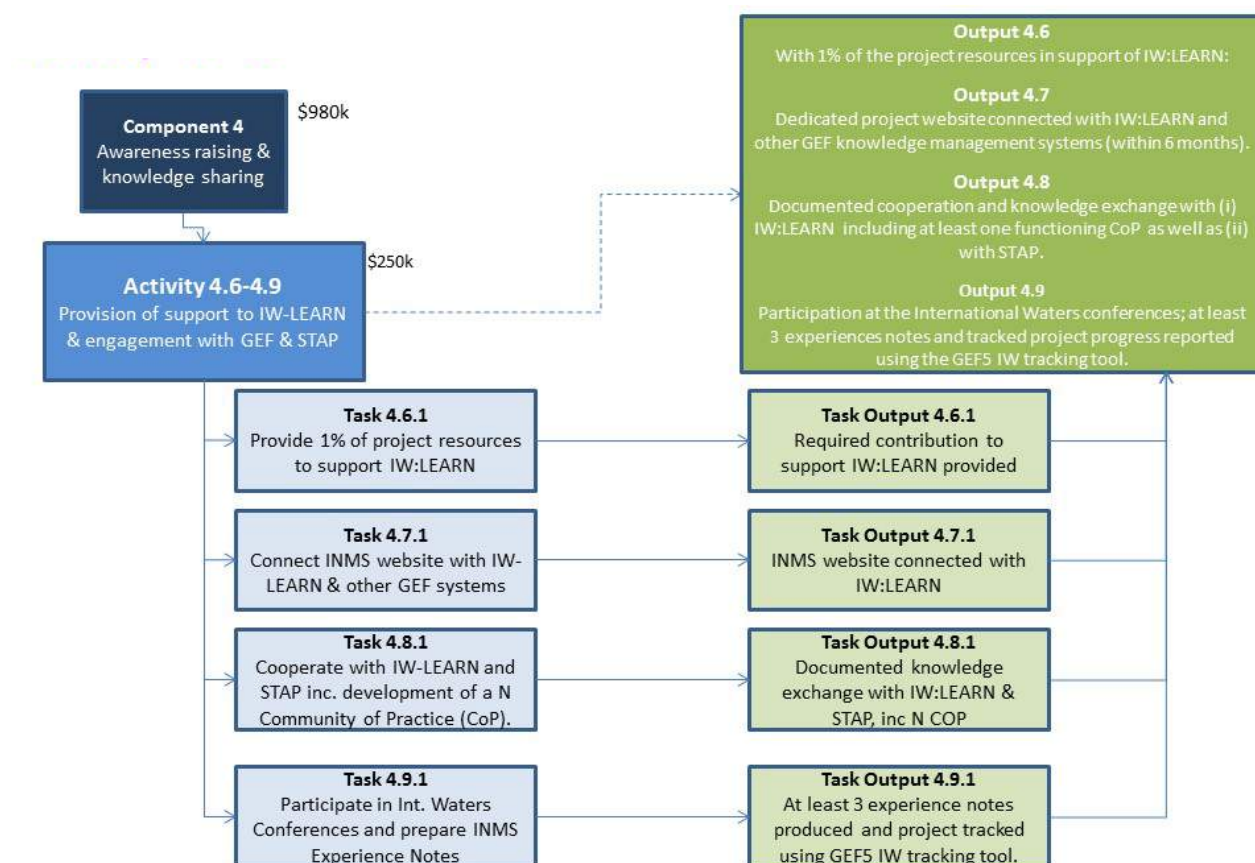 Component 4
Awareness raising &
knowledge sharing
$980k
Activity 4.6-4.9
Provision of support to IW-LEARN
& engagement with GEF & STAP
$250k
Output 4.6
With 1% of the project resources in support of IW:LEARN:
Output 4.7
Dedicated project website connected with IW:LEARN and
other GEF knowledge management systems (within 6 months).
Output 4.8
Documented cooperation and knowledge exchange with (i)
IW:LEARN including at least one functioning CoP as well as (ii)
with STAP.
Output 4.9
Participation at the International Waters conferences; at least
3 experiences notes and tracked project progress reported
using the GEF5 IW tracking tool.
Task 4.6.1
Provide 1% of project resources
to support IW:LEARN
Task Output 4.6.1
Required contribution to
support IW:LEARN provided
Task 4.7.1
Connect INMS website with IW-
LEARN & other GEF systems
Task Output 4.7.1
INMS website connected with
IW:LEARN
Task 4.8.1
Cooperate with IW-LEARN and
STAP inc. development of a N
Community of Practice (CoP).
Task Output 4.8.1
Documented knowledge
exchange with IW:LEARN &
STAP, inc N COP
Task 4.9.1
Participate in Int. Waters
Conferences and prepare INMS
Experience Notes
Task Output 4.9.1
At least 3 experience notes
produced and project tracked
using GEF5 IW tracking tool.